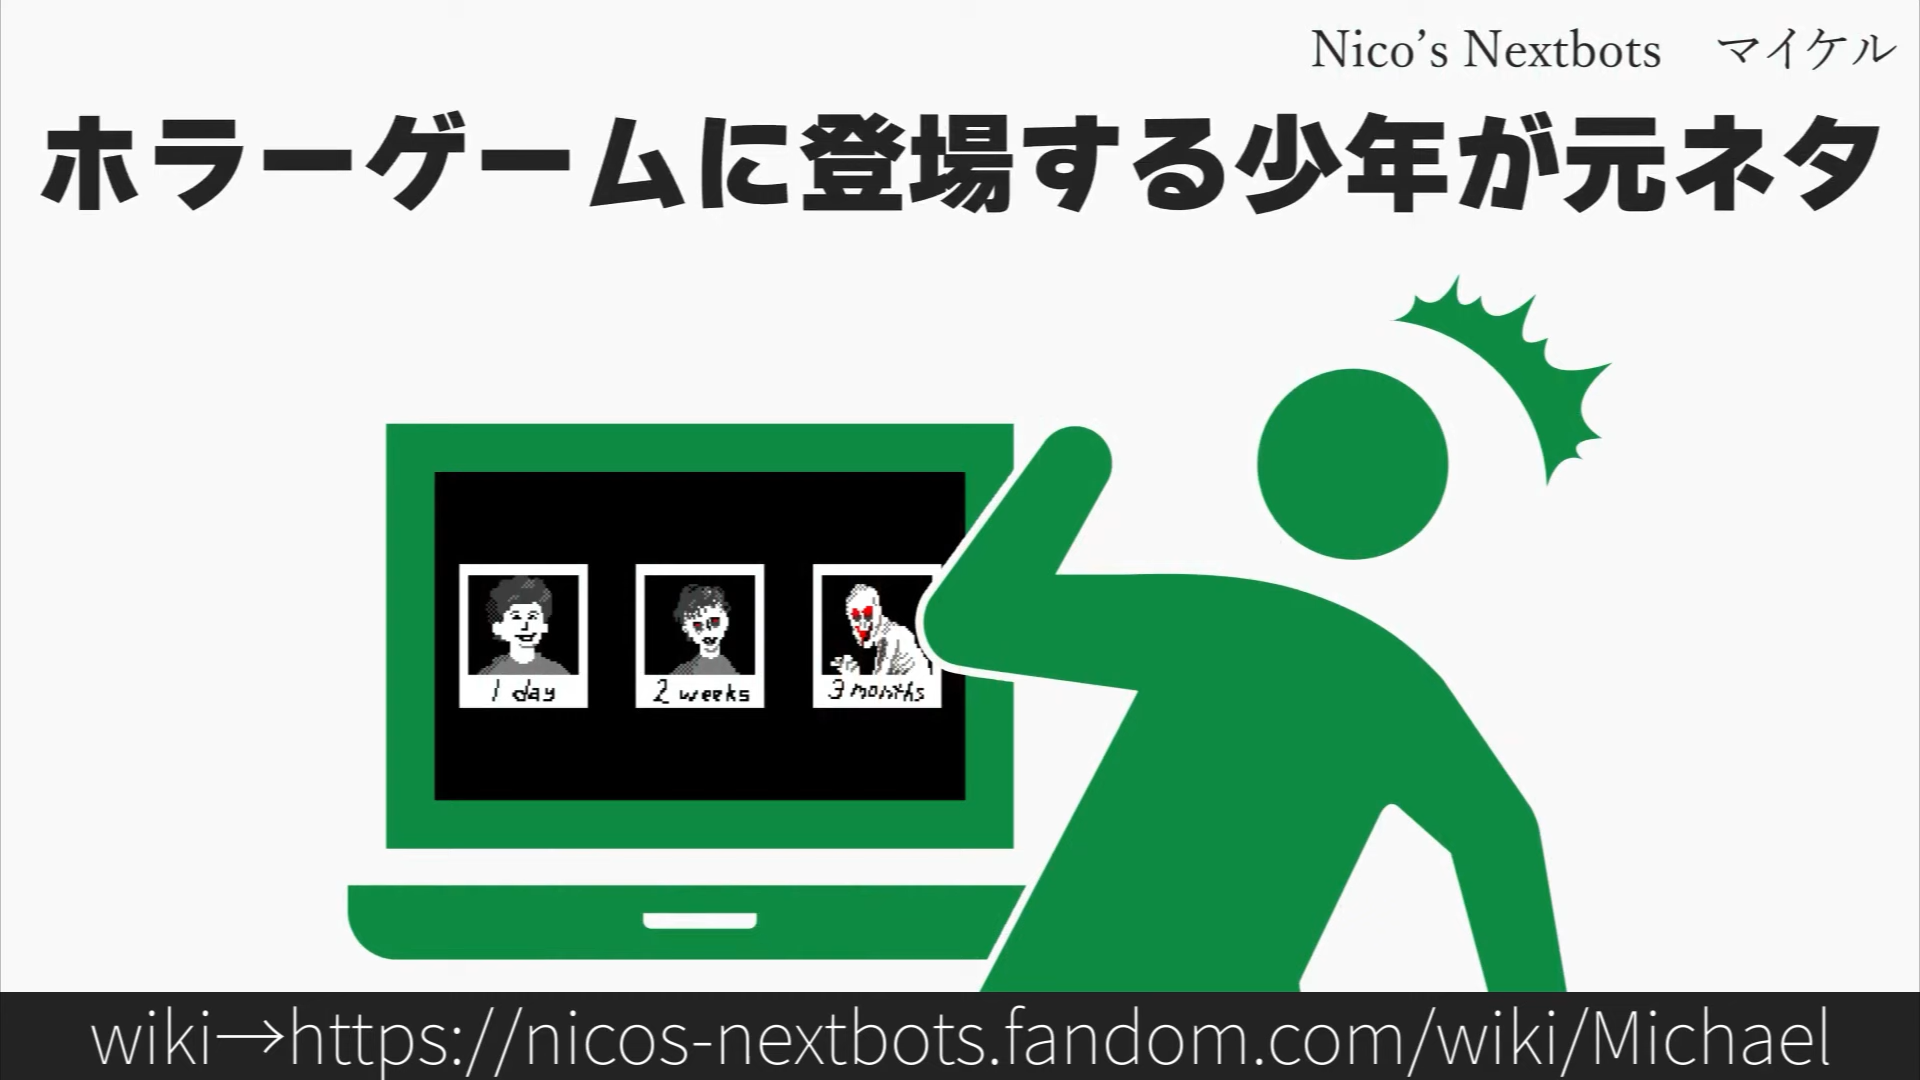 Nico’s Nextbots　マイケル
ホラーゲームに登場する少年が元ネタ
1 day
2 weeks
3 months
wiki→https://nicos-nextbots.fandom.com/wiki/Michael